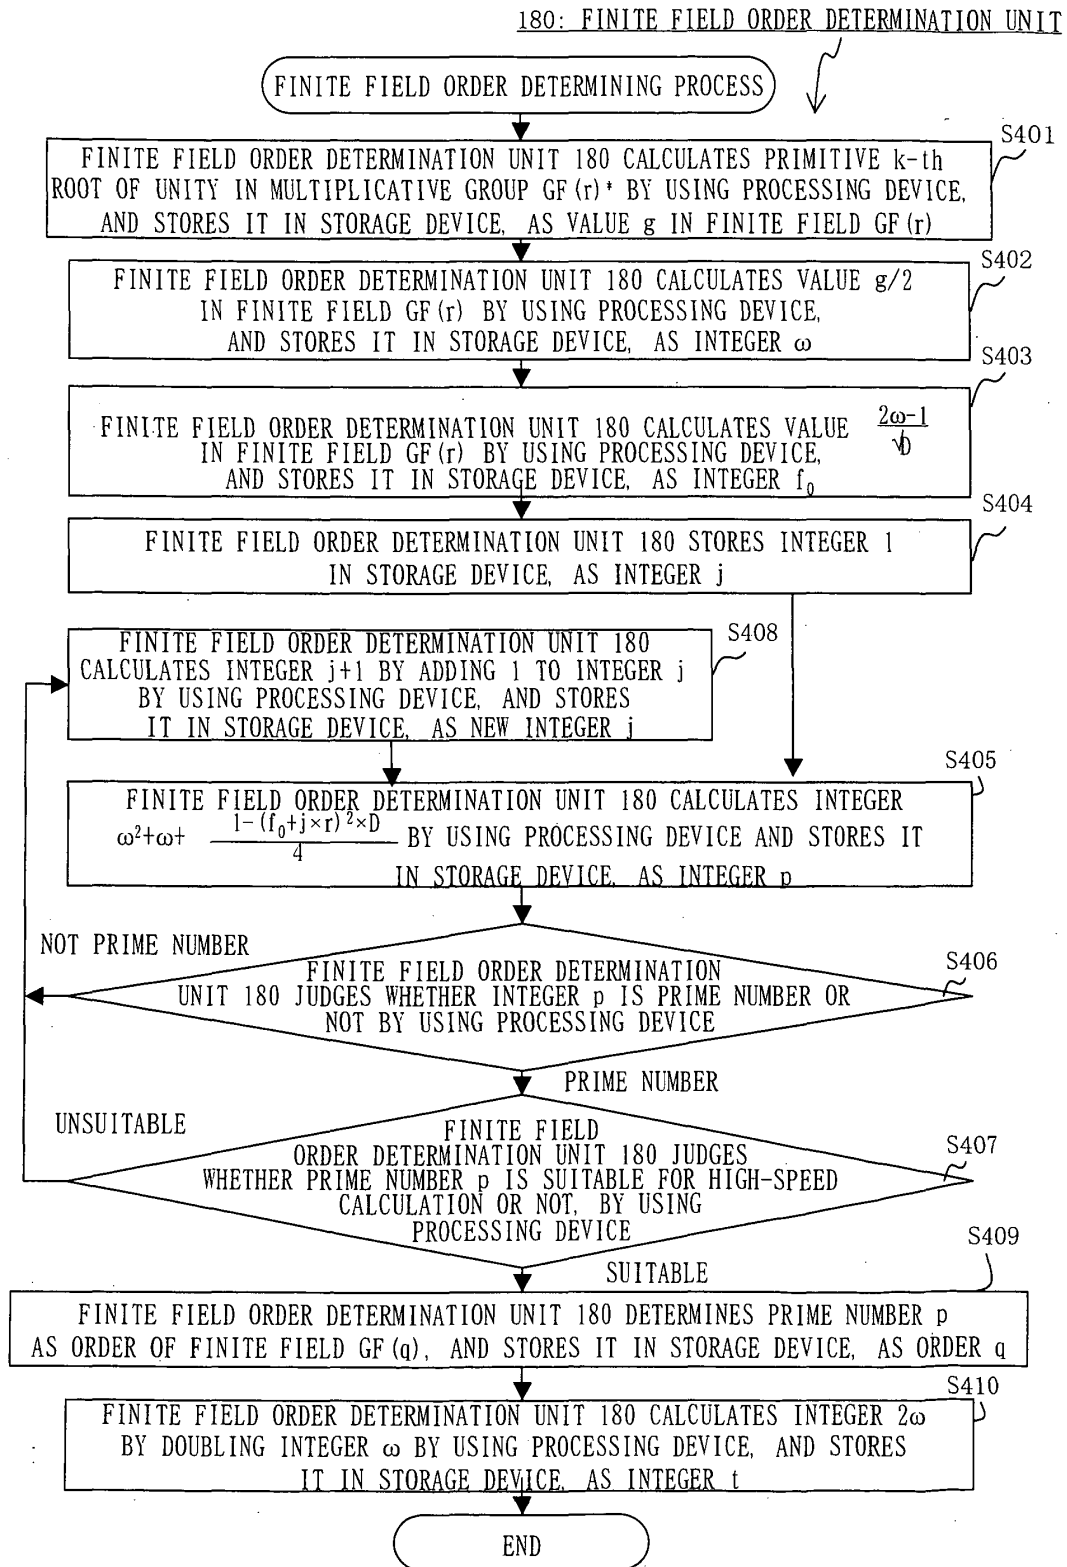 180: FINITE FIELD ORDER DETERMINATION UNIT
FINITE FIELD ORDER DETERMINING PROCESS
S401
FINITE FIELD ORDER DETERMINATION UNIT 180 CALCULATES PRIMITIVE k-th
ROOT OF UNITY IN MULTIPLICATIVE GROUP GF(r)* BY USING PROCESSING DEVICE,
AND STORES IT IN STORAGE DEVICE, AS VALUE g IN FINITE FIELD GF(r)
S402
FINITE FIELD ORDER DETERMINATION UNIT 180 CALCULATES VALUE g/2
IN FINITE FIELD GF(r) BY USING PROCESSING DEVICE,
AND STORES IT IN STORAGE DEVICE, AS INTEGER ω
S403
FINITE FIELD ORDER DETERMINATION UNIT 180 CALCULATES VALUE (2ω-1)/√D
IN FINITE FIELD GF(r) BY USING PROCESSING DEVICE,
AND STORES IT IN STORAGE DEVICE, AS INTEGER f₀
S404
FINITE FIELD ORDER DETERMINATION UNIT 180 STORES INTEGER 1
IN STORAGE DEVICE, AS INTEGER j
S408
FINITE FIELD ORDER DETERMINATION UNIT 180
CALCULATES INTEGER j+1 BY ADDING 1 TO INTEGER j
BY USING PROCESSING DEVICE, AND STORES
IT IN STORAGE DEVICE, AS NEW INTEGER j
S405
FINITE FIELD ORDER DETERMINATION UNIT 180 CALCULATES INTEGER
ω²+ω+ (1-(f₀+j×r)²×D)/4 BY USING PROCESSING DEVICE AND STORES IT
IN STORAGE DEVICE, AS INTEGER p
NOT PRIME NUMBER
S406
FINITE FIELD ORDER DETERMINATION
UNIT 180 JUDGES WHETHER INTEGER p IS PRIME NUMBER OR
NOT BY USING PROCESSING DEVICE
PRIME NUMBER
UNSUITABLE
S407
FINITE FIELD
ORDER DETERMINATION UNIT 180 JUDGES
WHETHER PRIME NUMBER p IS SUITABLE FOR HIGH-SPEED
CALCULATION OR NOT, BY USING
PROCESSING DEVICE
SUITABLE
S409
FINITE FIELD ORDER DETERMINATION UNIT 180 DETERMINES PRIME NUMBER p
AS ORDER OF FINITE FIELD GF(q), AND STORES IT IN STORAGE DEVICE, AS ORDER q
S410
FINITE FIELD ORDER DETERMINATION UNIT 180 CALCULATES INTEGER 2ω
BY DOUBLING INTEGER ω BY USING PROCESSING DEVICE, AND STORES
IT IN STORAGE DEVICE, AS INTEGER t
END